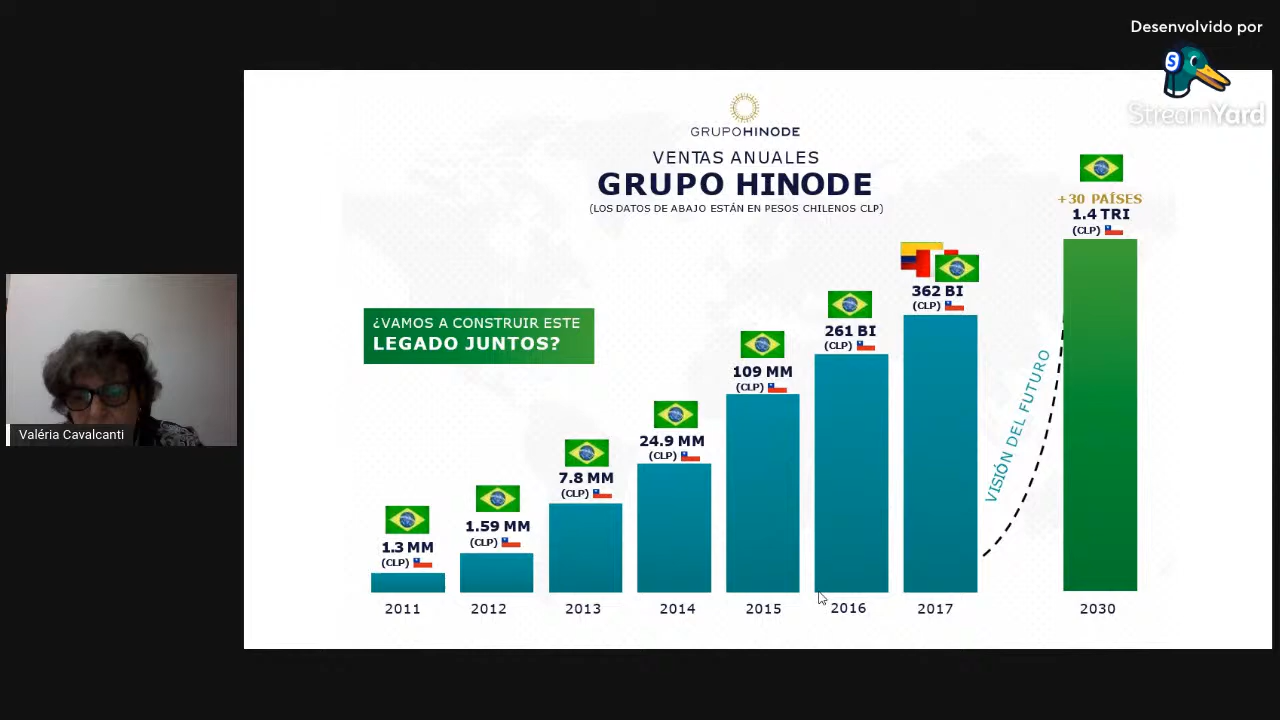 Desenvolvido por
StreamYard
GRUPOHINODE
VENTAS ANUALES
GRUPO HINODE
(LOS DATOS DE ABAJO ESTÁN EN PESOS CHILENOS CLP)
¿VAMOS A CONSTRUIR ESTE
LEGADO JUNTOS?
1.3 MM
(CLP)
1.59 MM
(CLP)
7.8 MM
(CLP)
24.9 MM
(CLP)
109 MM
(CLP)
261 BI
(CLP)
362 BI
(CLP)
VISIÓN DEL FUTURO
+30 PAÍSES
1.4 TRI
(CLP)
2011
2012
2013
2014
2015
2016
2017
2030
Valéria Cavalcanti